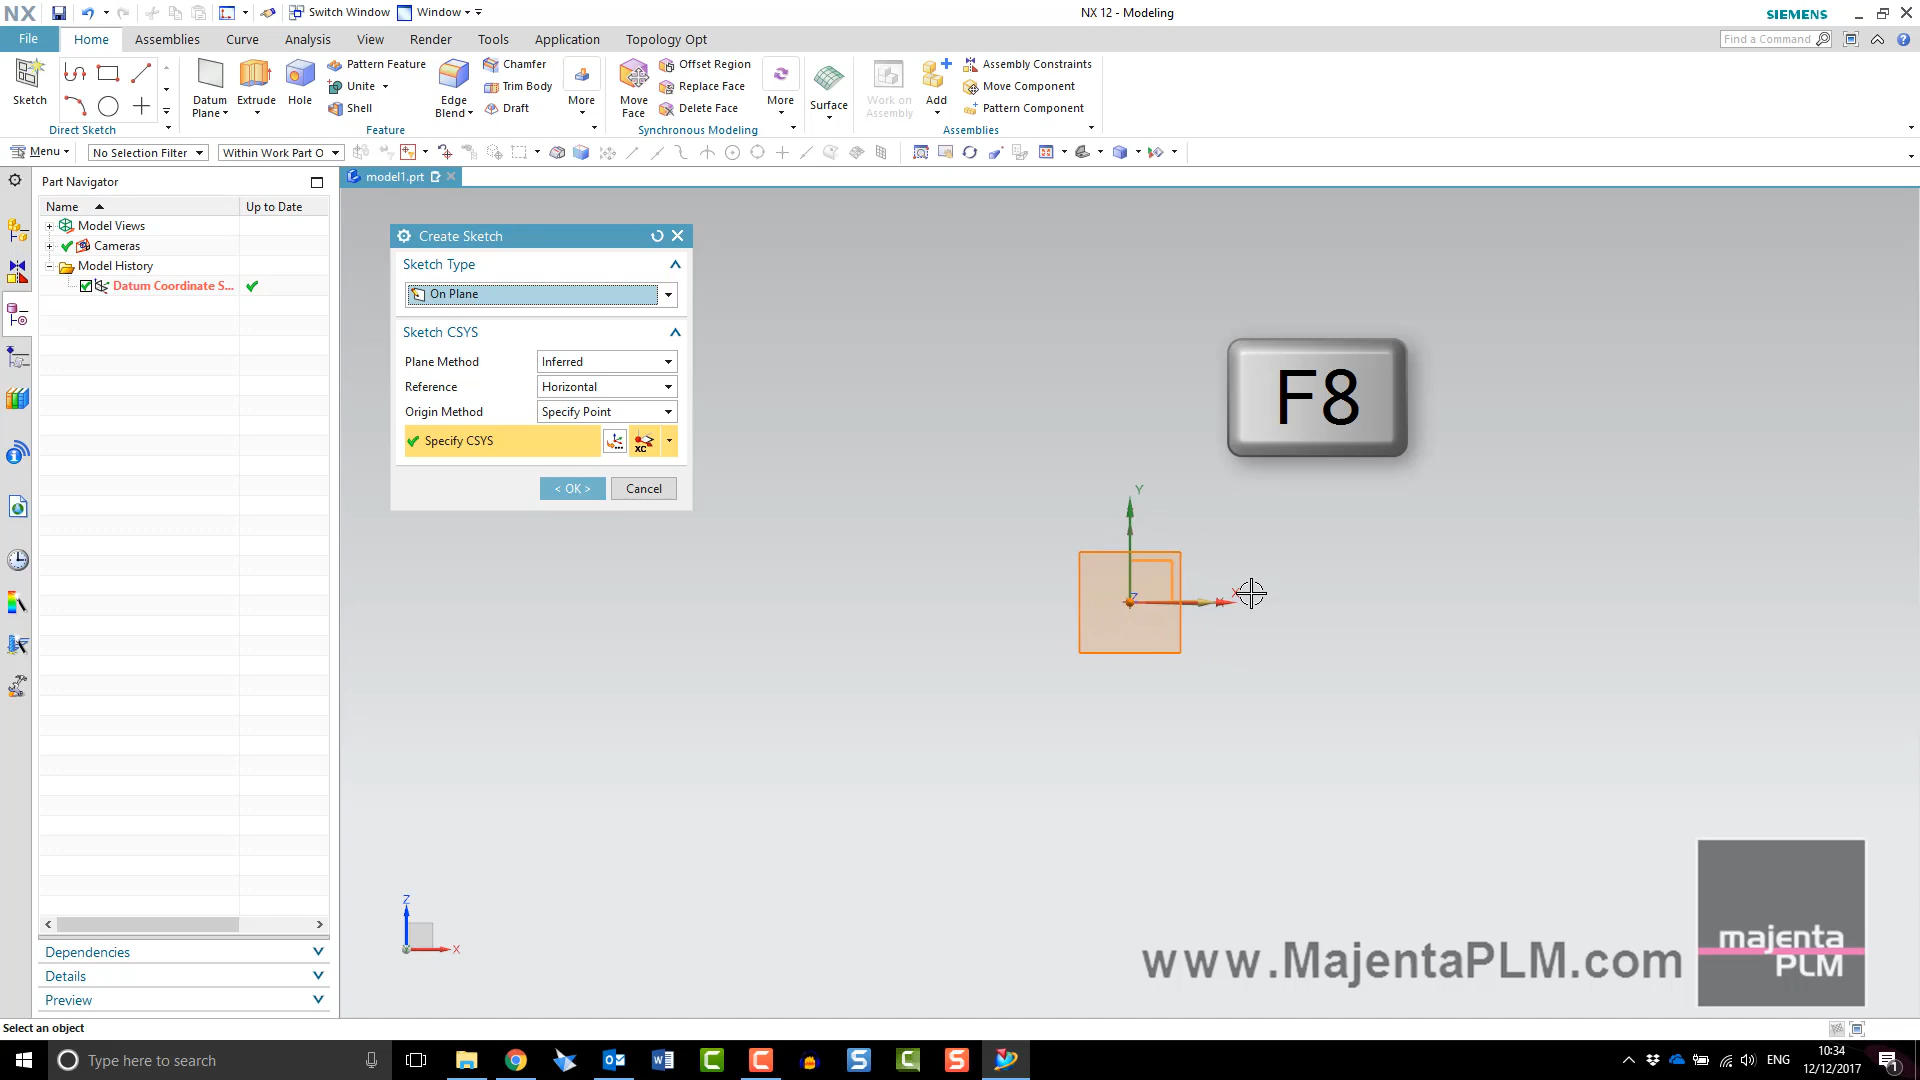 NX
Switch Window
Window
NX 12 - Modeling
SIEMENS
File
Home
Assemblies
Curve
Analysis
View
Render
Tools
Application
Topology Opt
Find a Command
Sketch
Direct Sketch
Datum
Plane
Extrude
Hole
Pattern Feature
Unite
Shell
Edge
Blend
Chamfer
Trim Body
Draft
More
Feature
Move
Face
Offset Region
Replace Face
Delete Face
More
Synchronous Modeling
Surface
Work on
Assembly
Add
Assembly Constraints
Move Component
Pattern Component
Assemblies
Menu
No Selection Filter
Within Work Part O
Part Navigator
model1.prt
Name
Up to Date
Model Views
Cameras
Model History
Datum Coordinate S...
Create Sketch
Sketch Type
On Plane
Sketch CSYS
Plane Method
Inferred
Reference
Horizontal
Origin Method
Specify Point
Specify CSYS
XC
< OK >
Cancel
F8
Y
Z
X
Z
X
www.MajentaPLM.com
majenta
PLM
Dependencies
Details
Preview
Select an object
Type here to search
ENG
10:34
12/12/2017
1